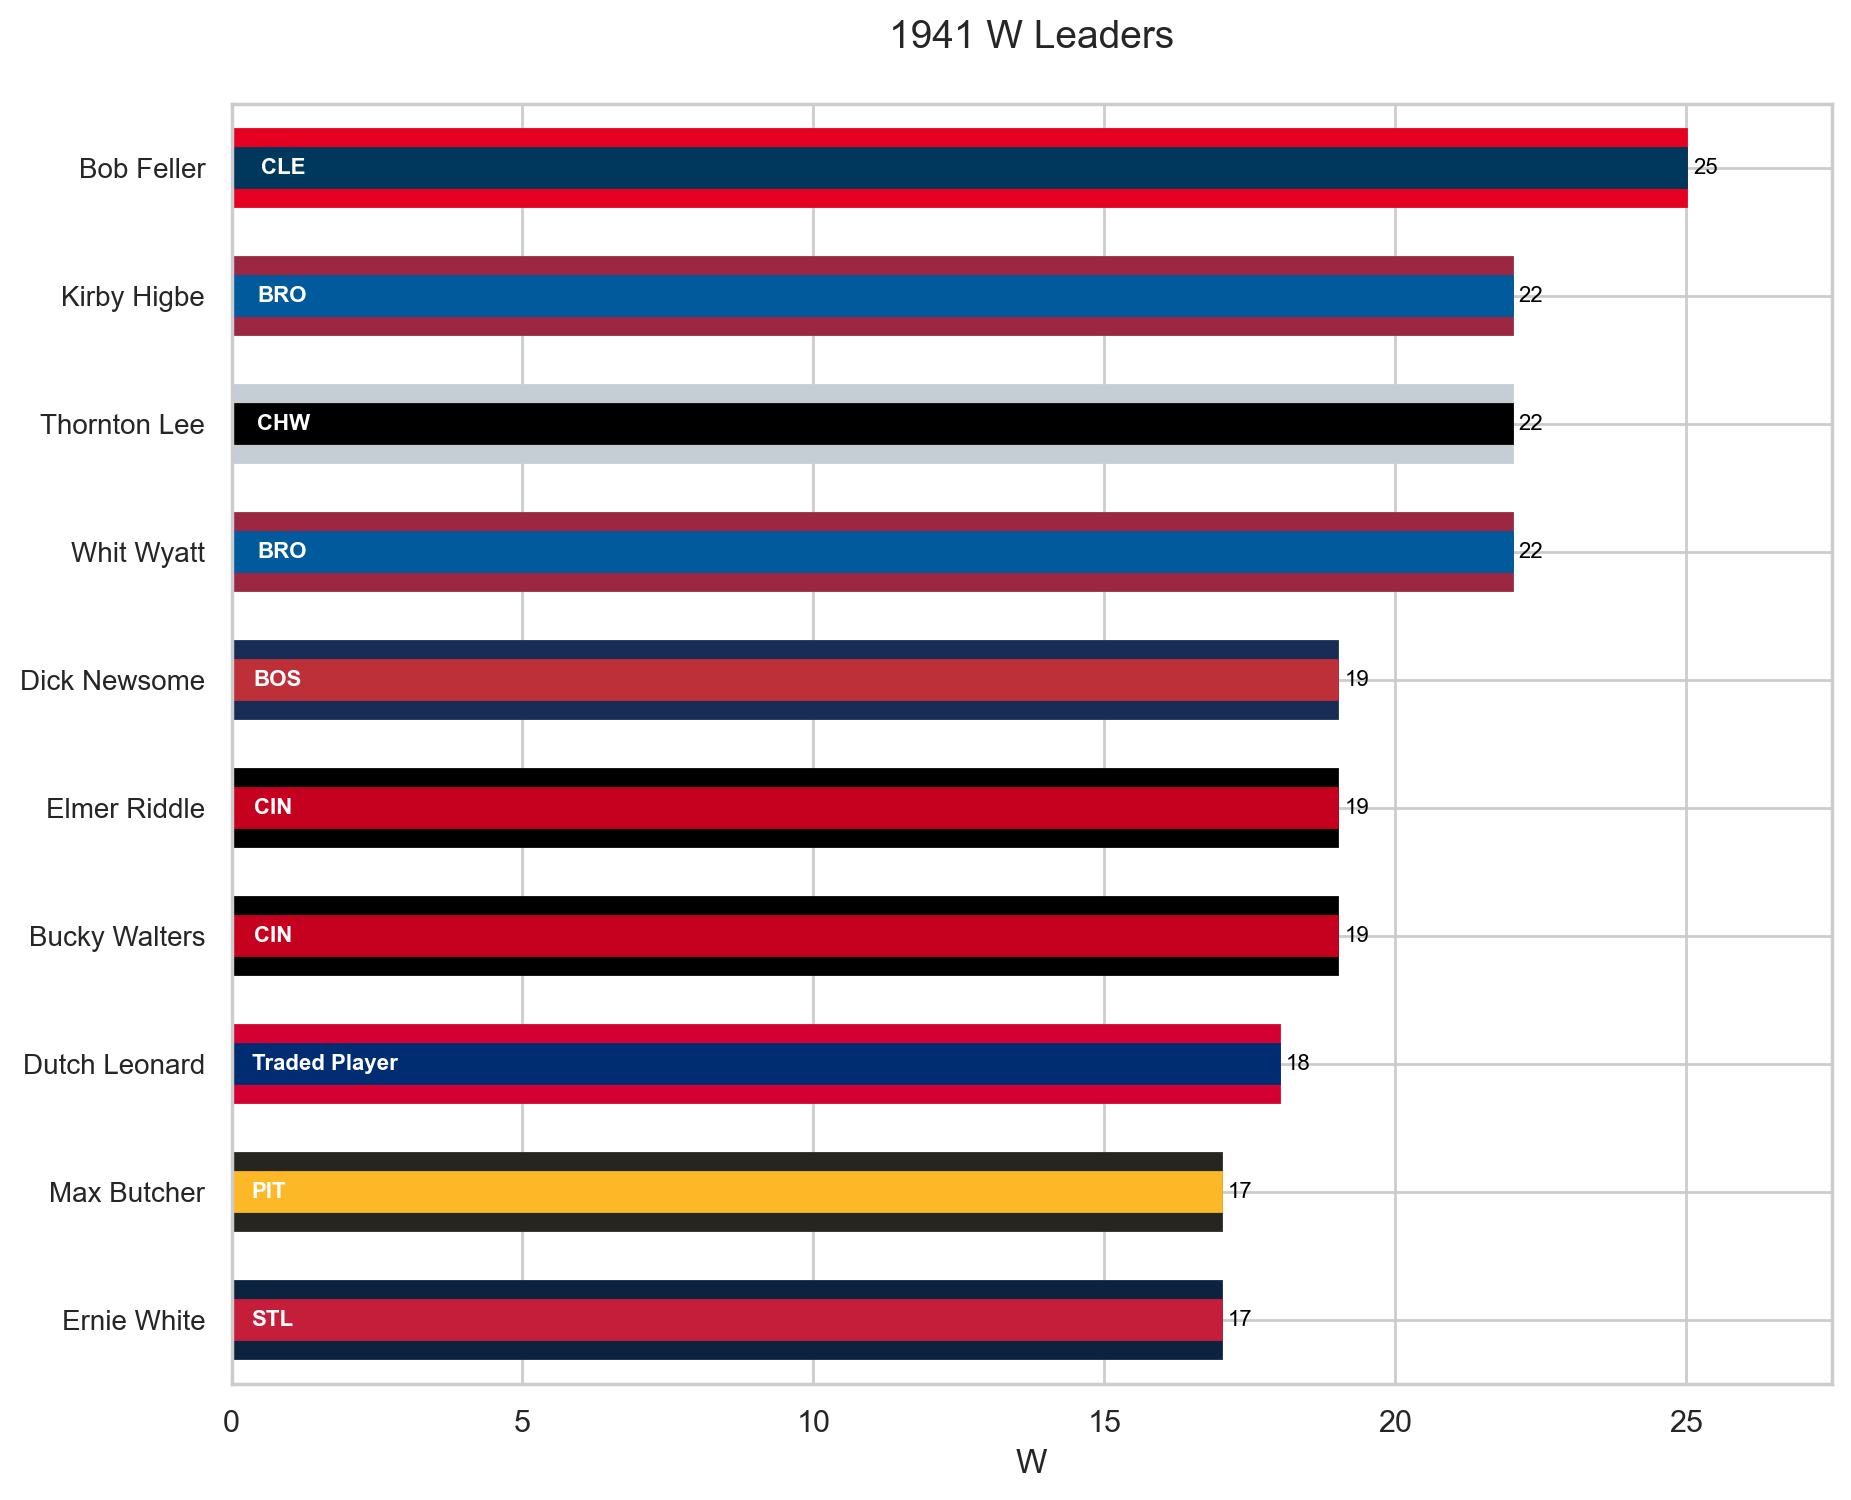 1941 W Leaders
Bob Feller CLE 25
Kirby Higbe BRO 22
Thornton Lee CHW 22
Whit Wyatt BRO 22
Dick Newsome BOS 19
Elmer Riddle CIN 19
Bucky Walters CIN 19
Dutch Leonard Traded Player 18
Max Butcher PIT 17
Ernie White STL 17
0 5 10 15 20 25
W